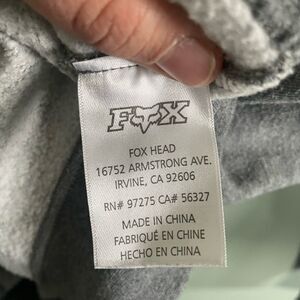 FOX
FOX HEAD
16752 ARMSTRONG AVE.
IRVINE, CA 92606
RN# 97275 CA# 56327
MADE IN CHINA
FABRIQUÉ EN CHINE
HECHO EN CHINA